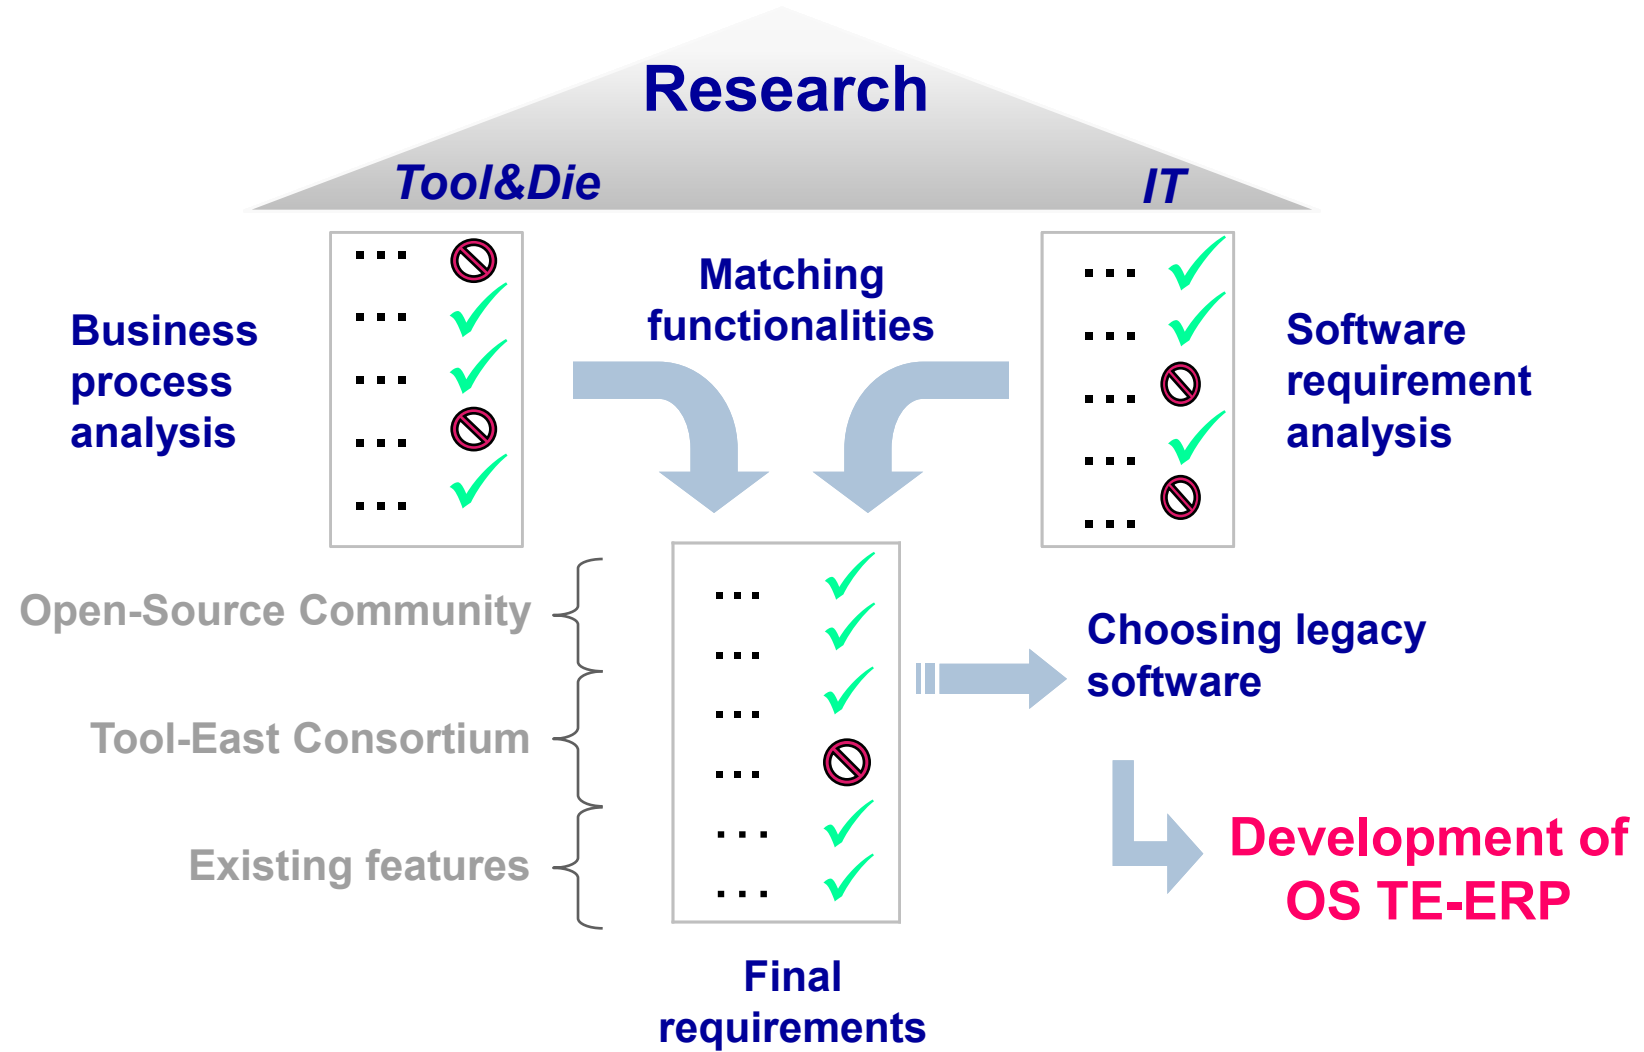 Research
Tool&Die
IT
Matching
functionalities
Business
process
analysis
Software
requirement
analysis
...
...
...
...
...
...
...
...
...
...
Open-Source Community
Tool-East Consortium
Existing features
...
...
...
...
...
...
Choosing legacy
software
Development of
OS TE-ERP
Final
requirements